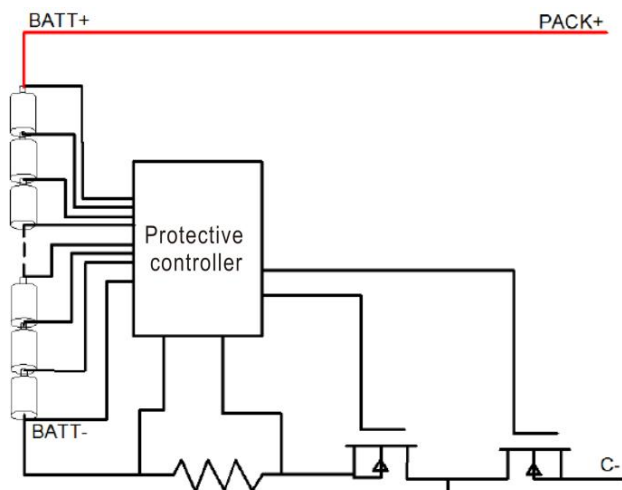 BATT+
PACK+
Protective
controller
BATT-
C-